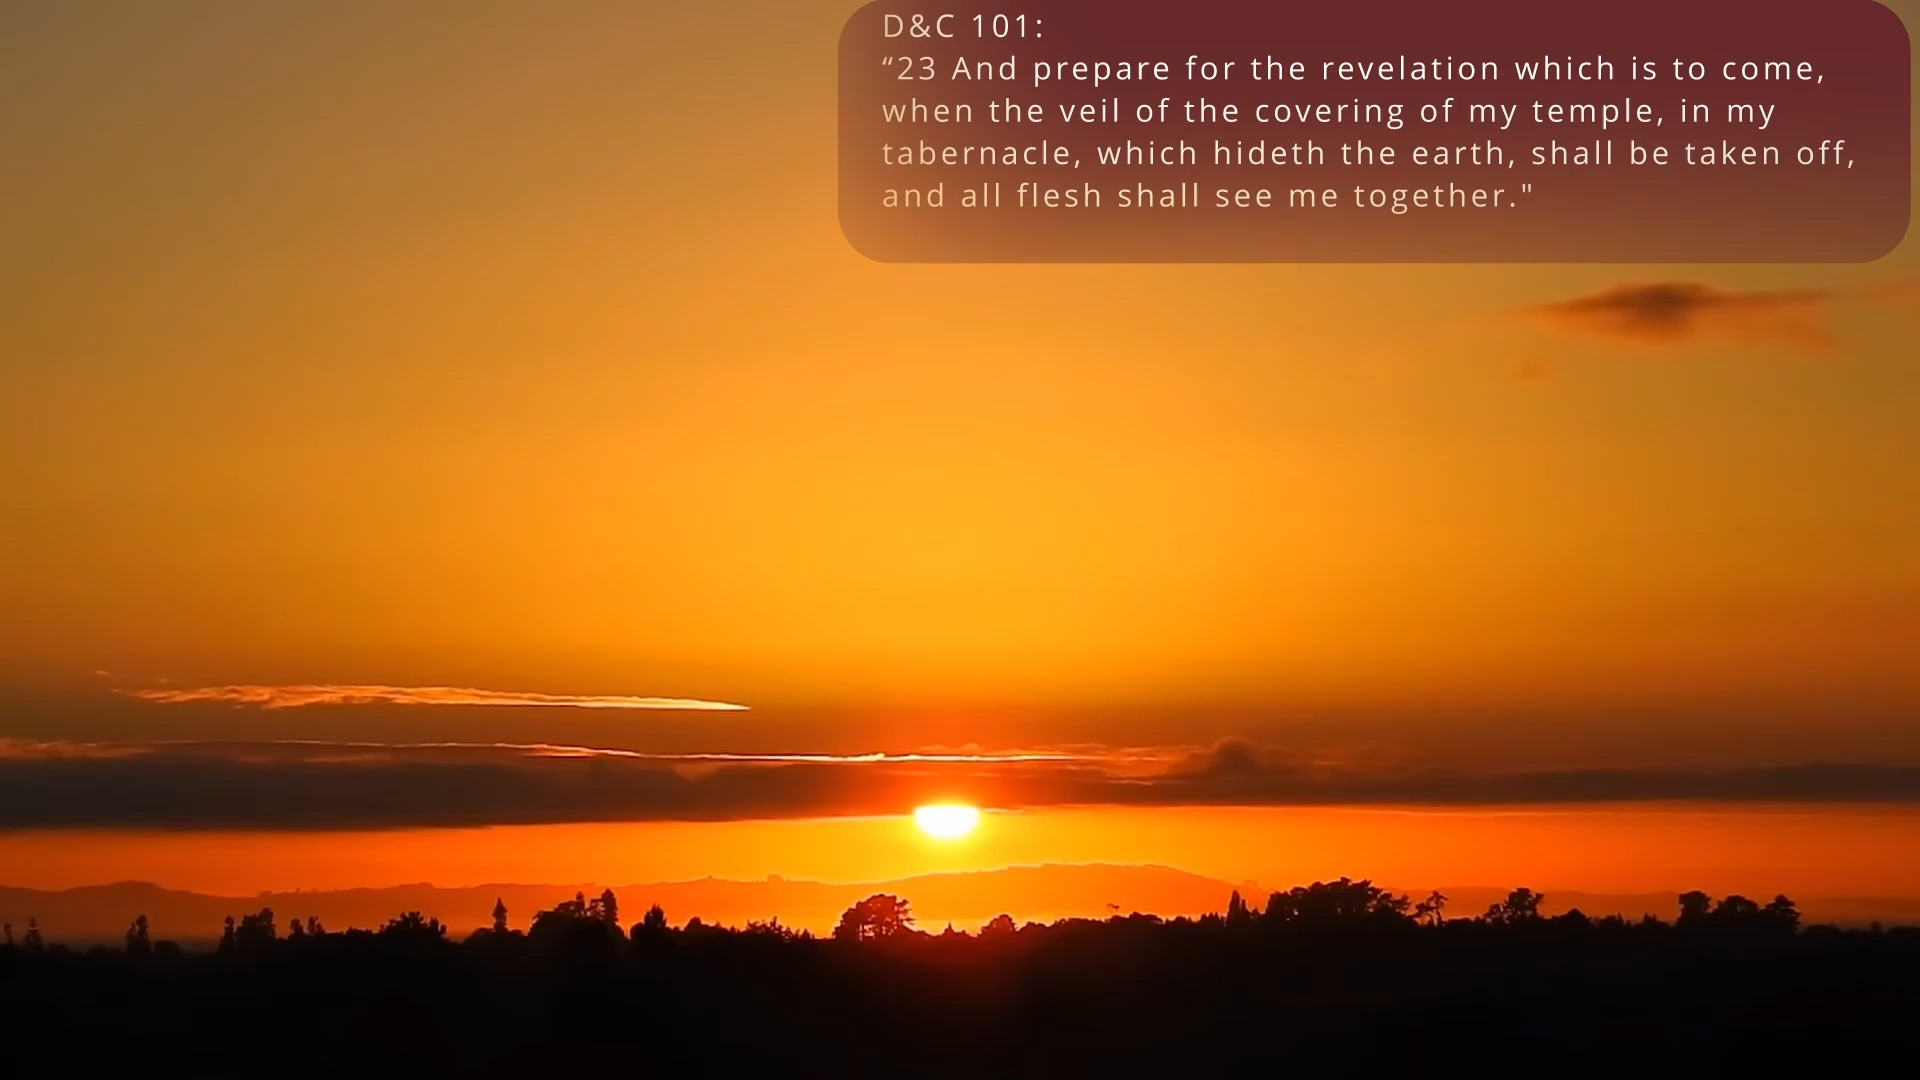 D&C 101:
“23 And prepare for the revelation which is to come,
when the veil of the covering of my temple, in my
tabernacle, which hideth the earth, shall be taken off,
and all flesh shall see me together."